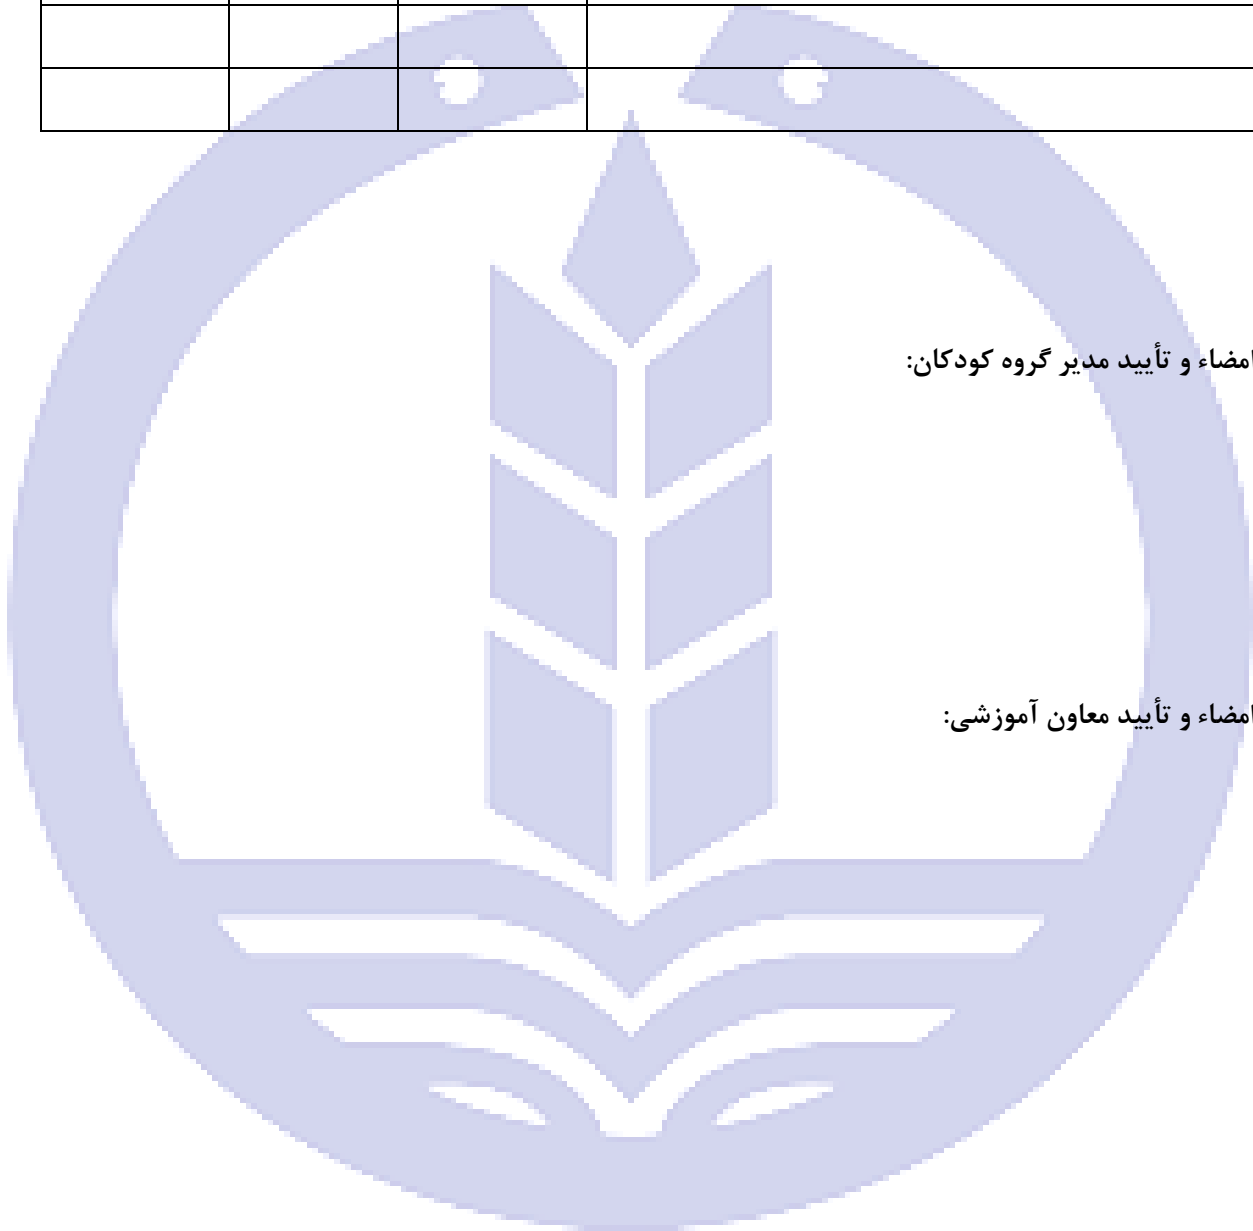 امضاء و تأیید مدیر گروه کودکان:
امضاء و تأیید معاون آموزشی: